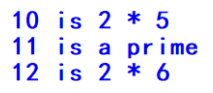 10 is 2 * 5
11 is a prime
12 is 2 * 6